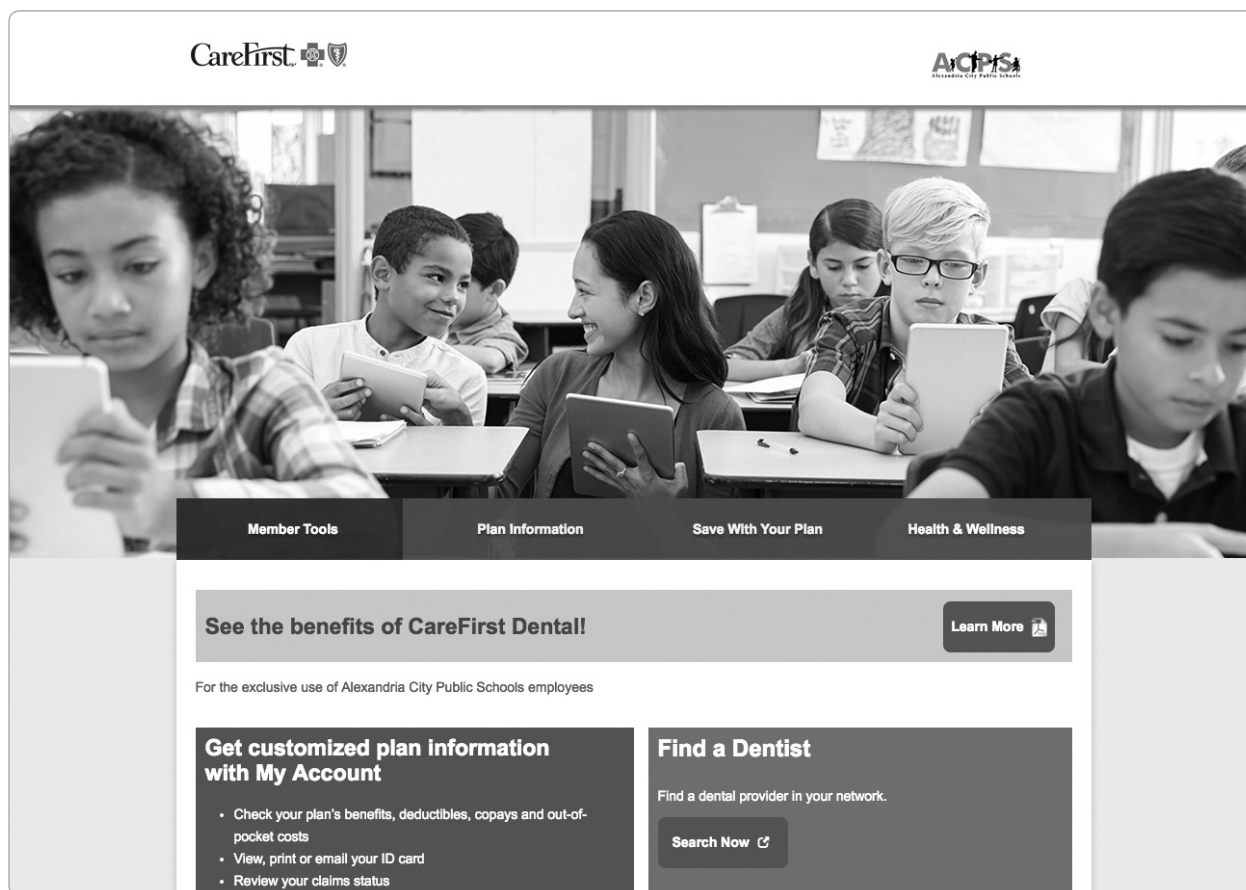 CareFirst
ACPS
Alexandria City Public Schools
Member Tools
Plan Information
Save With Your Plan
Health & Wellness
See the benefits of CareFirst Dental!
Learn More
For the exclusive use of Alexandria City Public Schools employees
Get customized plan information
with My Account
• Check your plan's benefits, deductibles, copays and out-of-
pocket costs
• View, print or email your ID card
• Review your claims status
Find a Dentist
Find a dental provider in your network.
Search Now